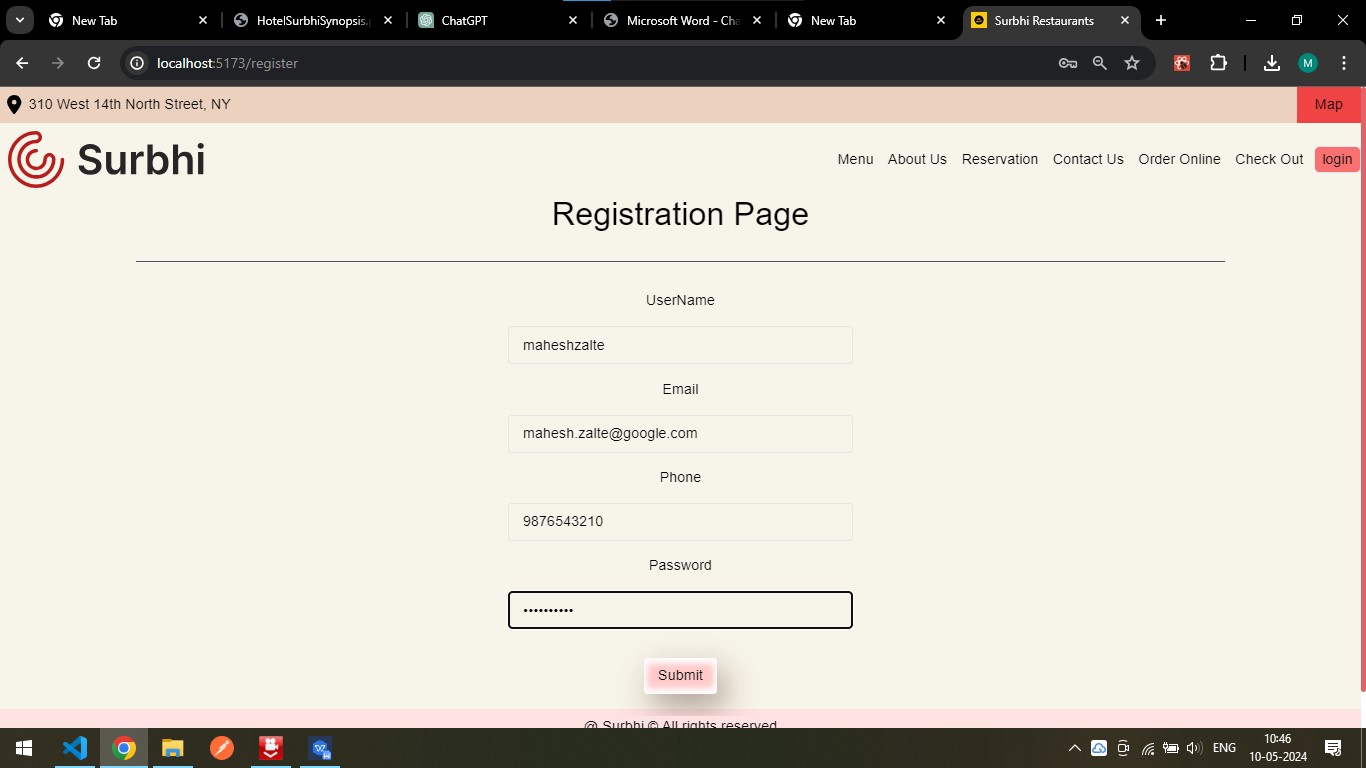 New Tab
HotelSurbhiSynopsis.
ChatGPT
Microsoft Word - Cha
New Tab
Surbhi Restaurants
localhost:5173/register
M
310 West 14th North Street, NY
Map
Surbhi
Menu
About Us
Reservation
Contact Us
Order Online
Check Out
login
Registration Page
UserName
maheshzalte
Email
mahesh.zalte@google.com
Phone
9876543210
Password
••••••••••
Submit
@ Surbhi © All rights reserved
ENG
10:46
10-05-2024